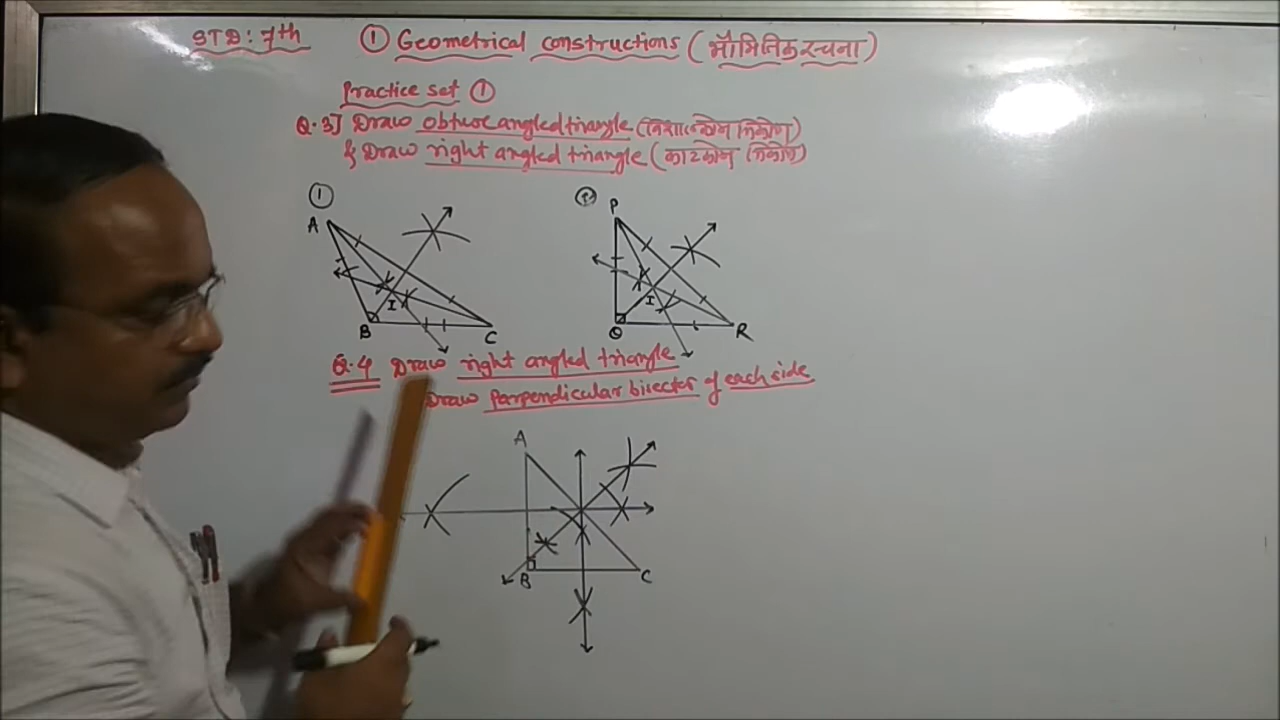 STD: 7th ① Geometrical constructions (भौमितिक रचना)
Practice set ①
Q.3] Draw obtuse angled triangle (विशालकोन त्रिकोण)
& Draw right angled triangle (काटकोन त्रिकोण)
① ②
A P
I I
B C Q R
Q.4 Draw right angled triangle
Draw perpendicular bisector of each side
A
B C